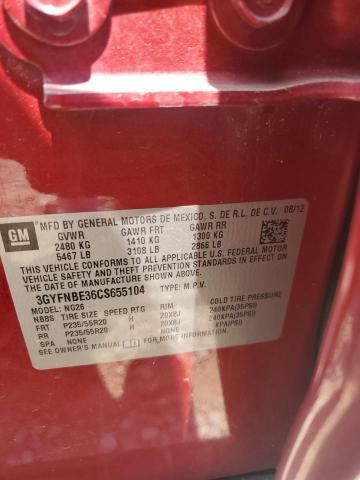 GM
MFD BY GENERAL MOTORS DE MEXICO, S. DE R.L. DE C.V. 08/12
GVWR GAWR FRT GAWR RR
2480 KG 1410 KG 1300 KG
5467 LB 3108 LB 2866 LB
THIS VEHICLE CONFORMS TO ALL APPLICABLE U.S. FEDERAL MOTOR
VEHICLE SAFETY STANDARDS IN EFFECT ON THE DATE OF
MANUFACTURE SHOWN ABOVE.
3GYFNBE36CS655104 TYPE: M.P.V.
MODEL: NG26
NBBS TIRE SIZE SPEED RTG RIM COLD TIRE PRESSURE
FRT P235/55R20 H 20X8J 240KPA(35PSI)
RR P235/55R20 H 20X8J 240KPA(35PSI)
SPA NONE NONE KPA(PSI)
SEE OWNER'S MANUAL FOR MORE INFORMATION.